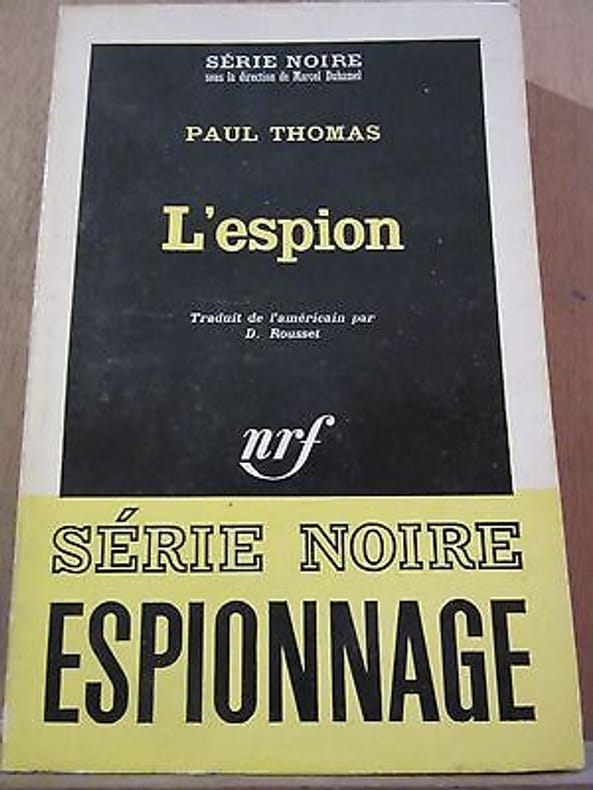 SÉRIE NOIRE
sous la direction de Marcel Duhamel
PAUL THOMAS
L'espion
Traduit de l'américain par
D. Rousset
nrf
SÉRIE NOIRE
ESPIONNAGE